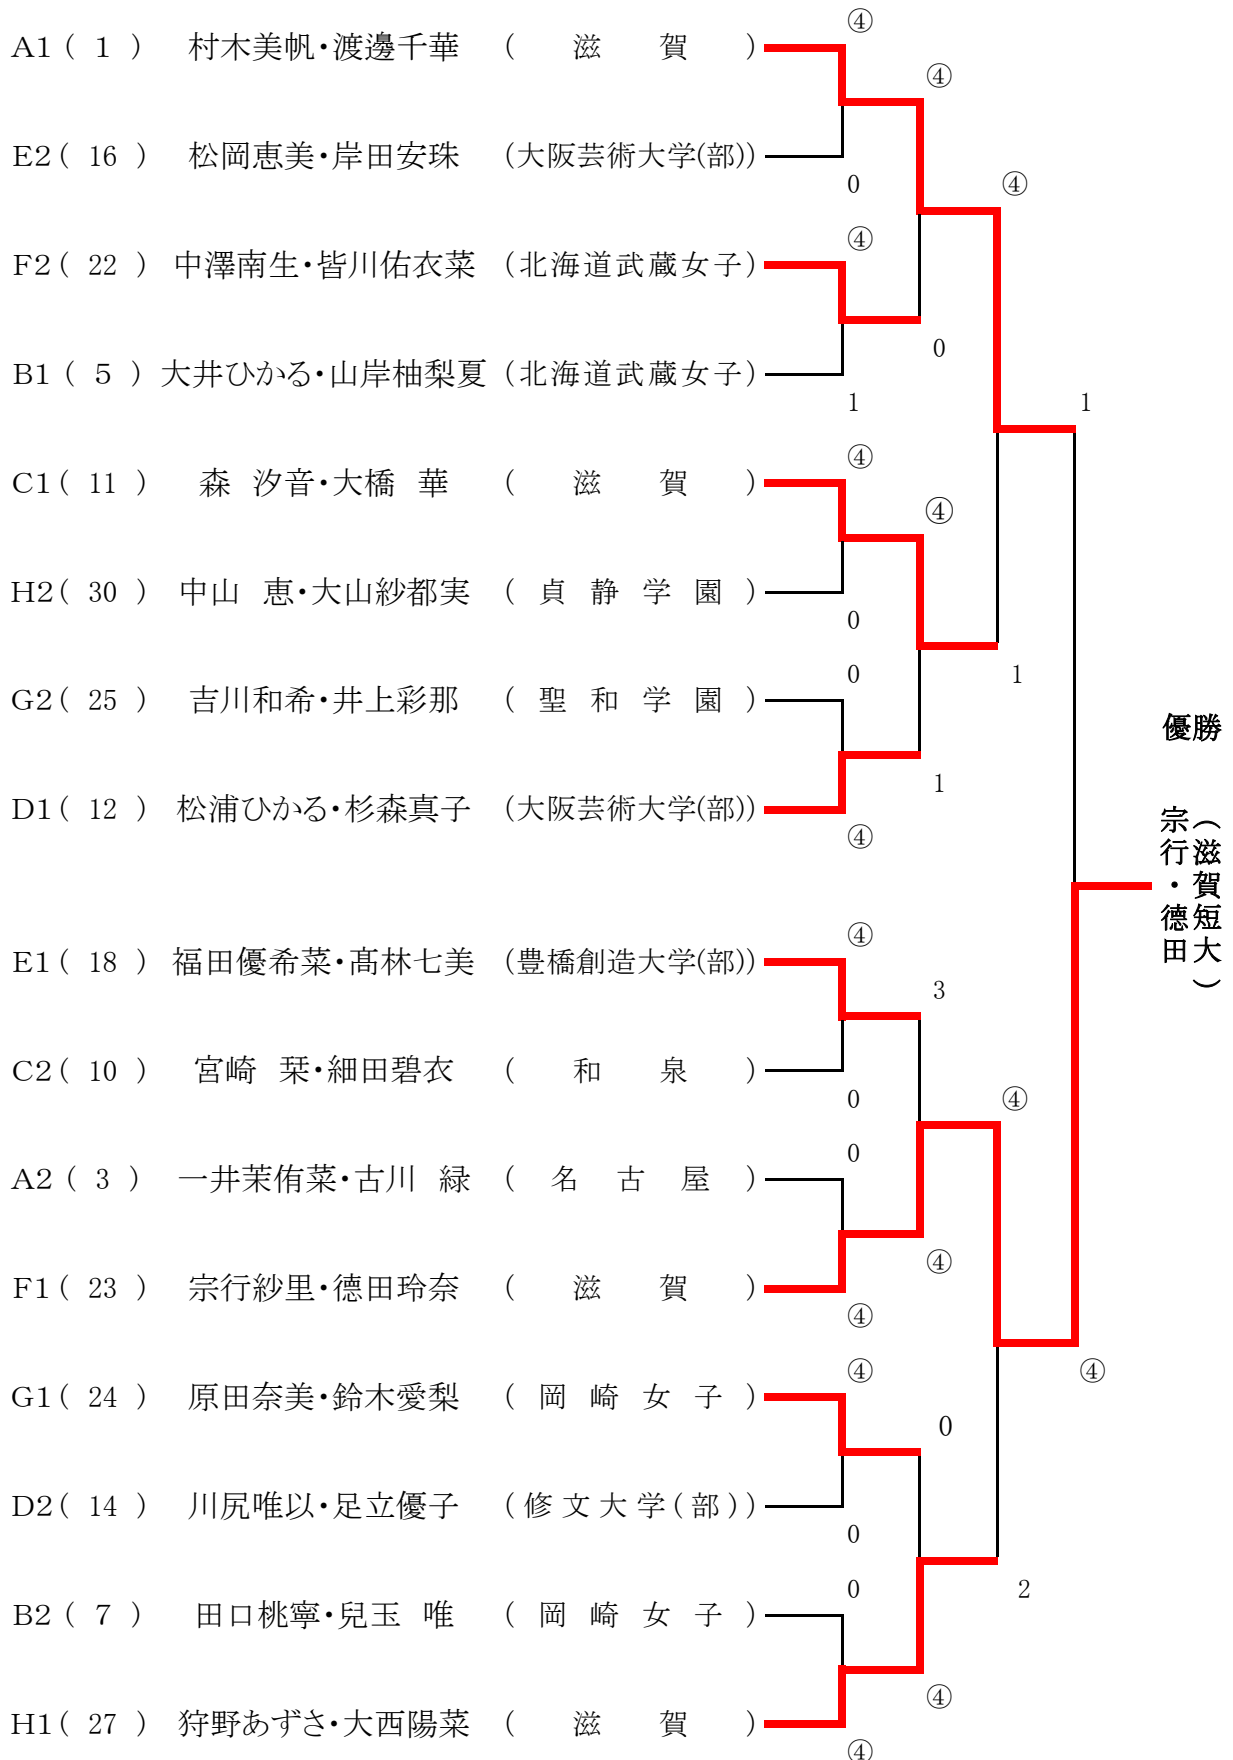 ④
A1 ( 1 ) 村木美帆・渡邊千華 ( 滋 賀 )
④
E2 ( 16 ) 松岡恵美・岸田安珠 (大阪芸術大学(部))
0 ④
④
F2 ( 22 ) 中澤南生・皆川佑衣菜 (北海道武蔵女子)
0
B1 ( 5 ) 大井ひかる・山岸柚梨夏 (北海道武蔵女子)
1 1
④
C1 ( 11 ) 森 汐音・大橋 華 ( 滋 賀 )
④
H2 ( 30 ) 中山 恵・大山紗都実 ( 貞 静 学 園 )
0
0 1
G2 ( 25 ) 吉川和希・井上彩那 ( 聖 和 学 園 )
1
D1 ( 12 ) 松浦ひかる・杉森真子 (大阪芸術大学(部))
④
優勝
(滋賀短大)
宗行・德田
④
E1 ( 18 ) 福田優希菜・髙林七美 (豊橋創造大学(部))
3
C2 ( 10 ) 宮崎 栞・細田碧衣 ( 和 泉 )
0 ④
0
A2 ( 3 ) 一井茉侑菜・古川 緑 ( 名 古 屋 )
④
F1 ( 23 ) 宗行紗里・德田玲奈 ( 滋 賀 )
④
④ ④
G1 ( 24 ) 原田奈美・鈴木愛梨 ( 岡 崎 女 子 )
0
D2 ( 14 ) 川尻唯以・足立優子 (修文大学(部))
0
0 2
B2 ( 7 ) 田口桃寧・兒玉 唯 ( 岡 崎 女 子 )
④
H1 ( 27 ) 狩野あずさ・大西陽菜 ( 滋 賀 )
④